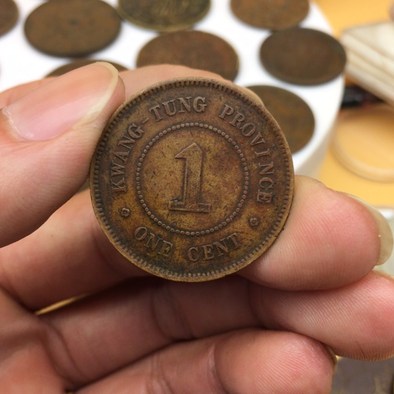 KWANG-TUNG PROVINCE
1
ONE CENT